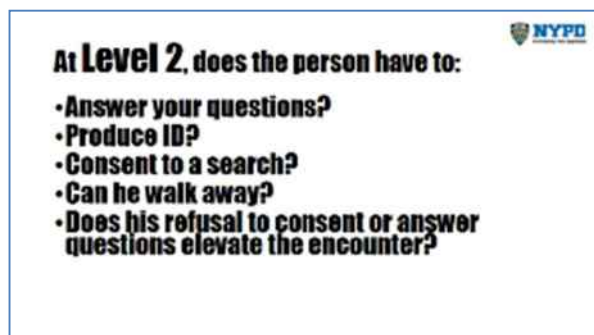 NYPD
At Level 2, does the person have to:
•Answer your questions?
•Produce ID?
•Consent to a search?
•Can he walk away?
•Does his refusal to consent or answer
questions elevate the encounter?